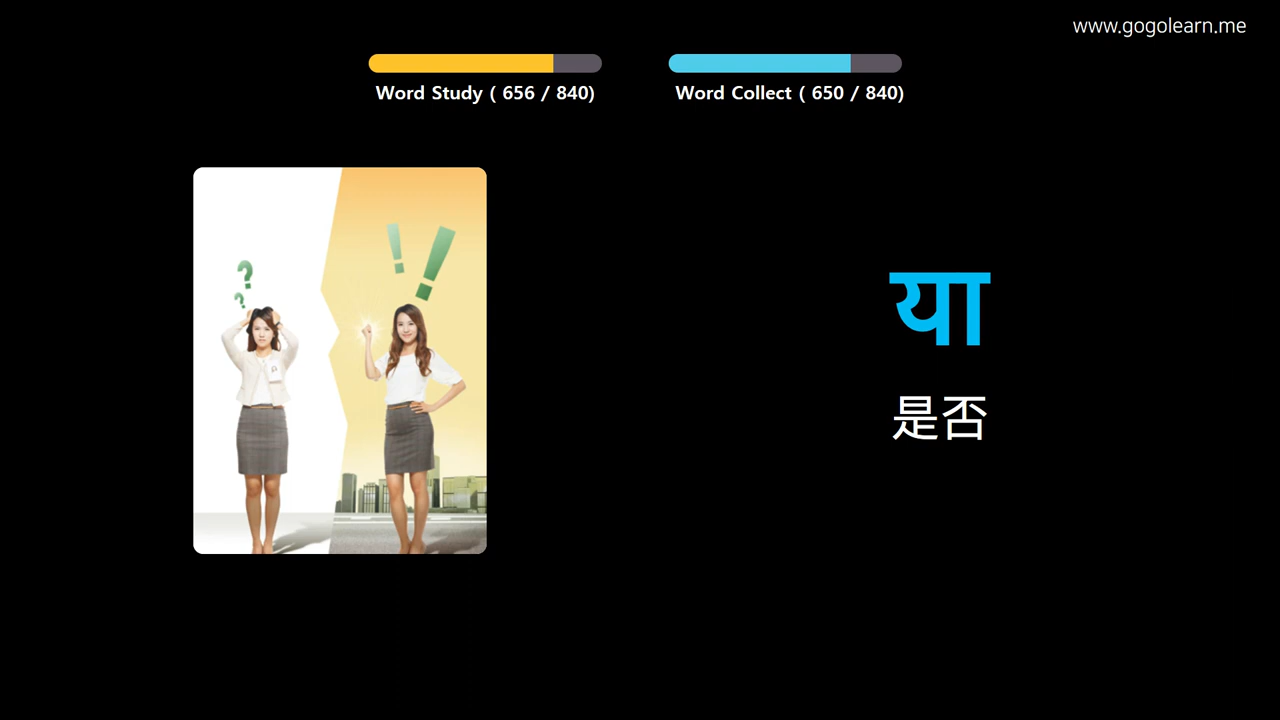 www.gogolearn.me
Word Study ( 656 / 840)
Word Collect ( 650 / 840)
? ?
! !
या
是否